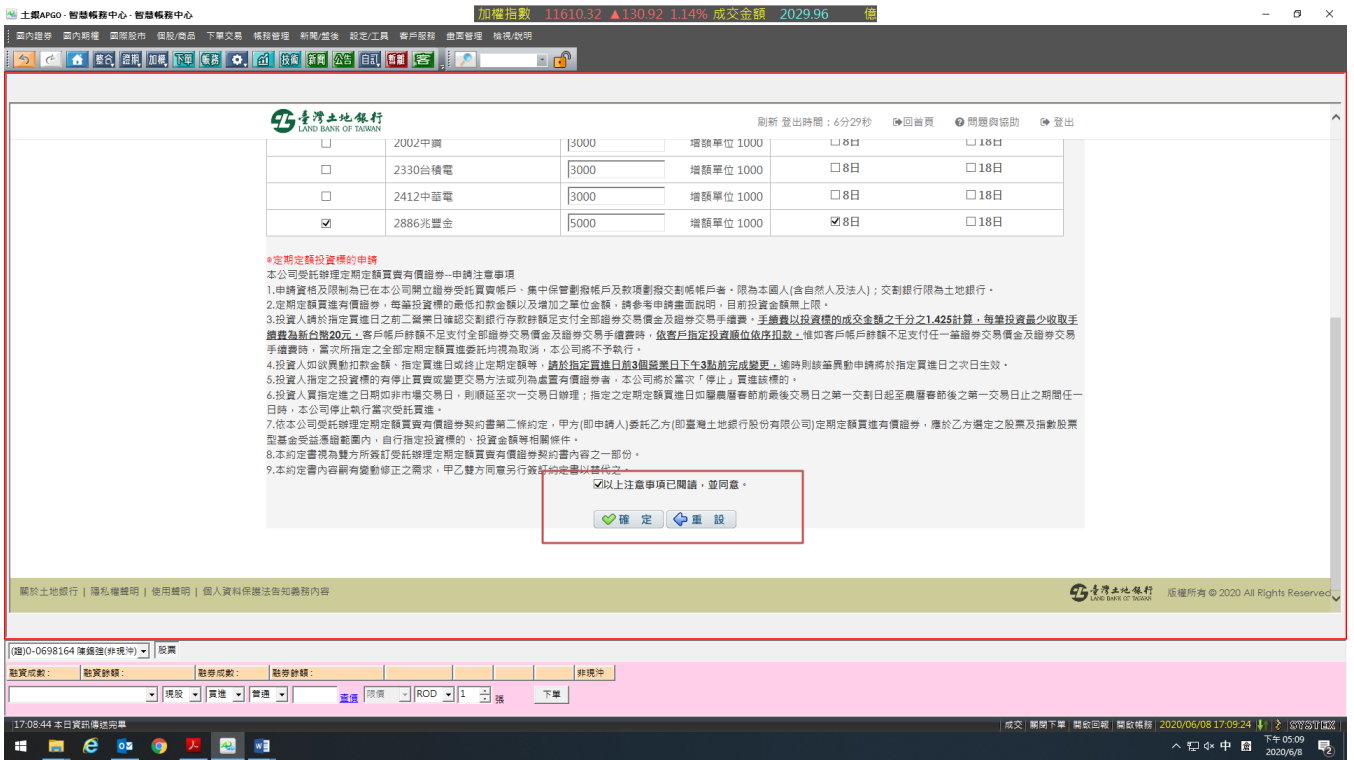 土銀APGO - 智慧帳務中心 - 智慧帳務中心
加權指數 11610.32 ▲130.92 1.14% 成交金額 2029.96 億
國內證券 國內期權 國際股市 個股/商品 下單交易 帳務管理 新聞/盤後 設定/工具 客戶服務 畫面管理 檢視/說明
整合 證期 加權 下單 帳務 技術 新聞 公告 自訂 暫離 客
臺灣土地銀行
LAND BANK OF TAIWAN
刷新 登出時間：6分29秒 回首頁 問題與協助 登出
2002中鋼 3000 增額單位 1000 8日 18日
2330台積電 3000 增額單位 1000 8日 18日
2412中華電 3000 增額單位 1000 8日 18日
2886兆豐金 5000 增額單位 1000 8日 18日
※定期定額投資標的申請
本公司受託辦理定期定額買賣有價證券--申請注意事項
1.申請資格及限制為已在本公司開立證券受託買賣帳戶、集中保管劃撥帳戶及款項劃撥交割帳帳戶者。限為本國人(含自然人及法人)；交割銀行限為土地銀行。
2.定期定額買進有價證券，每筆投資標的最低扣款金額以及增加之單位金額，請參考申請畫面說明，目前投資金額無上限。
3.投資人請於指定買進日之前二營業日確認交割銀行存款餘額足支付全部證券交易價金及證券交易手續費。手續費以投資標的成交金額之千分之1.425計算，每筆投資最少收取手
續費為新台幣20元。客戶帳戶餘額不足支付全部證券交易價金及證券交易手續費時，依客戶指定投資順位依序扣款。惟如客戶帳戶餘額不足支付任一筆證券交易價金及證券交易
手續費時，當次所指定之全部定期定額買進委託均視為取消，本公司將不予執行。
4.投資人如欲異動扣款金額、指定買進日或終止定期定額等，請於指定買進日前3個營業日下午3點前完成變更，逾時則該筆異動申請將於指定買進日之次日生效。
5.投資人指定之投資標的有停止買賣或變更交易方法或列為處置有價證券者，本公司將於當次「停止」買進該標的。
6.投資人買指定進之日期如非市場交易日，則順延至次一交易日辦理；指定之定期定額買進日如屬農曆春節前最後交易日之第一交割日起至農曆春節後之第一交易日止之期間任一
日時，本公司停止執行當次受託買進。
7.依本公司受託辦理定期定額買賣有價證券契約書第二條約定，甲方(即申請人)委託乙方(即臺灣土地銀行股份有限公司)定期定額買進有價證券，應於乙方選定之股票及指數股票
型基金受益憑證範圍內，自行指定投資標的、投資金額等相關條件。
8.本約定書視為雙方所簽訂受託辦理定期定額買賣有價證券契約書內容之一部份。
9.本約定書內容嗣有變動修正之需求，甲乙雙方同意另行簽訂約定書以替代之。
以上注意事項已閱讀，並同意。
確 定 重 設
關於土地銀行 | 隱私權聲明 | 使用聲明 | 個人資料保護法告知義務內容
臺灣土地銀行 LAND BANK OF TAIWAN 版權所有 © 2020 All Rights Reserved.
(證)0-0698164 陳錫強(非現沖) 股票
融資成數： 融資餘額： 融券成數： 融券餘額： 非現沖
現股 買進 普通 查價 限價 ROD 1 張 下單
17:08:44 本日資訊傳送完畢
成交 關閉下單 開啟回報 開啟帳務 2020/06/08 17:09:24 SYSTEX
中
下午 05:09
2020/6/8
2